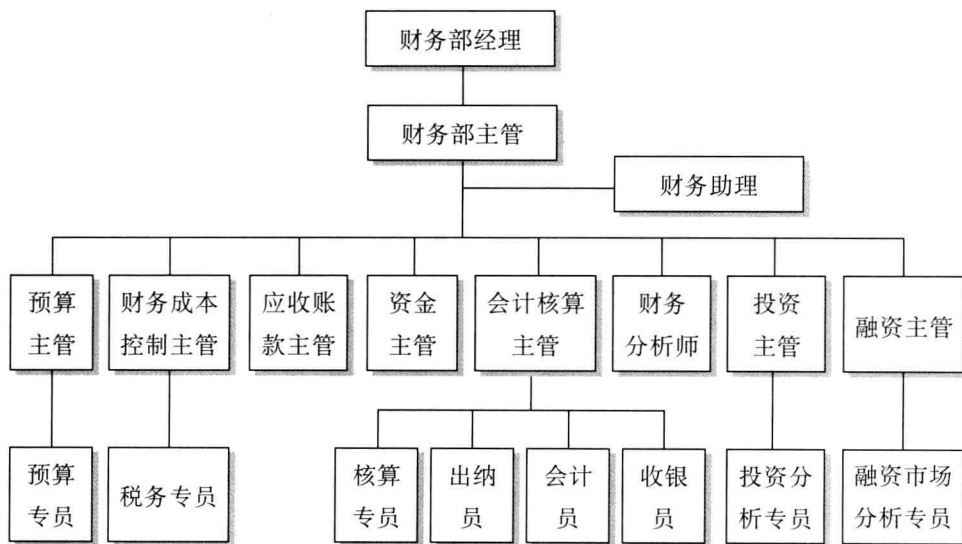 财务部经理
财务部主管
财务助理
预算
主管
财务成本
控制主管
应收账
款主管
资金
主管
会计核算
主管
财务
分析师
投资
主管
融资主管
预算
专员
税务专员
核算
专员
出纳
员
会计
员
收银
员
投资分
析专员
融资市场
分析专员